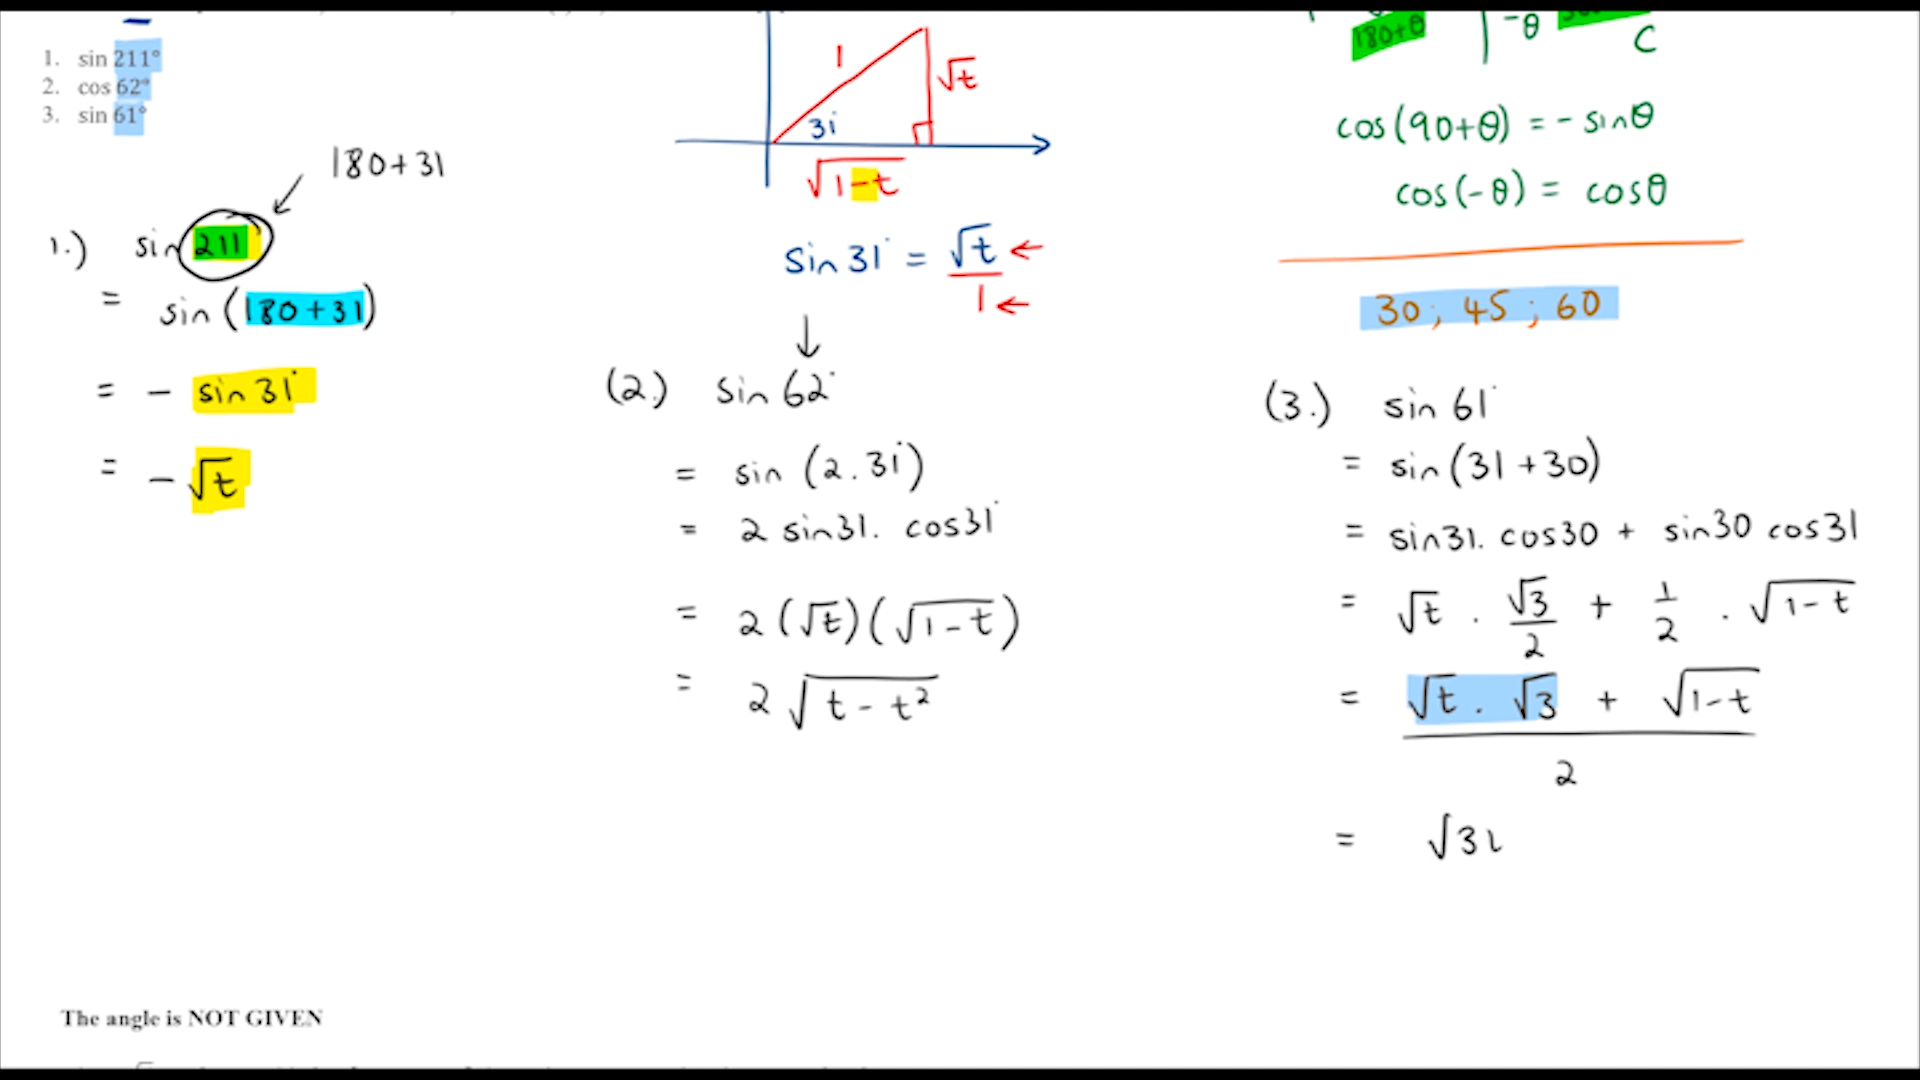 1. sin 211°
2. cos 62°
3. sin 61°
180+31
1.) sin 211
= sin (180+31)
= - sin 31°
= - √t
1
√t
31
√1-t
sin 31° = √t/1
(2.) sin 62°
= sin (2.31)
= 2 sin31. cos31°
= 2 (√t)(√1-t)
= 2 √t-t²
180+θ
-θ
C
cos(90+θ) = - sinθ
cos(-θ) = cosθ
30; 45; 60
(3.) sin 61°
= sin (31+30)
= sin31. cos30 + sin30 cos31
= √t . √3/2 + 1/2 . √1-t
= √t . √3 + √1-t
2
= √3
The angle is NOT GIVEN